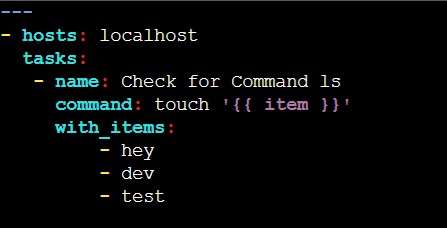 ---
- hosts: localhost
  tasks:
   - name: Check for Command ls
     command: touch '{{ item }}'
     with_items:
         - hey
         - dev
         - test